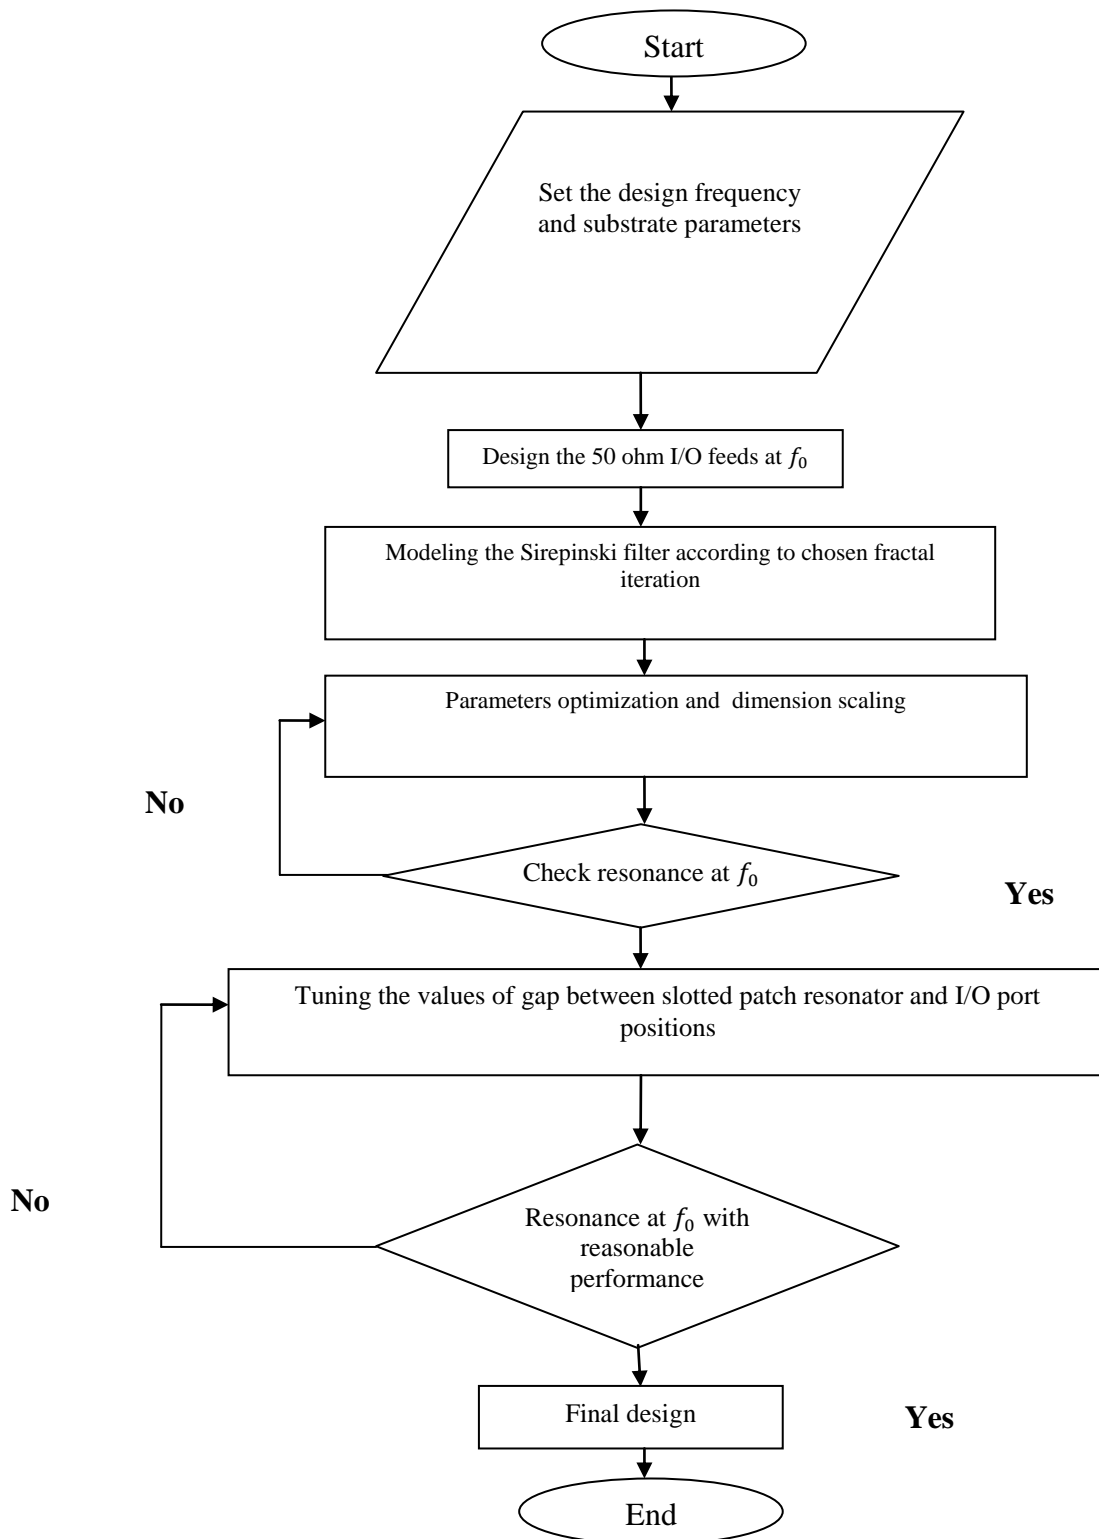 Start
Set the design frequency
and substrate parameters
Design the 50 ohm I/O feeds at f₀
Modeling the Sirepinski filter according to chosen fractal
iteration
Parameters optimization and  dimension scaling
No
Check resonance at f₀
Yes
Tuning the values of gap between slotted patch resonator and I/O port
positions
No
Resonance at f₀ with
reasonable
performance
Final design
Yes
End